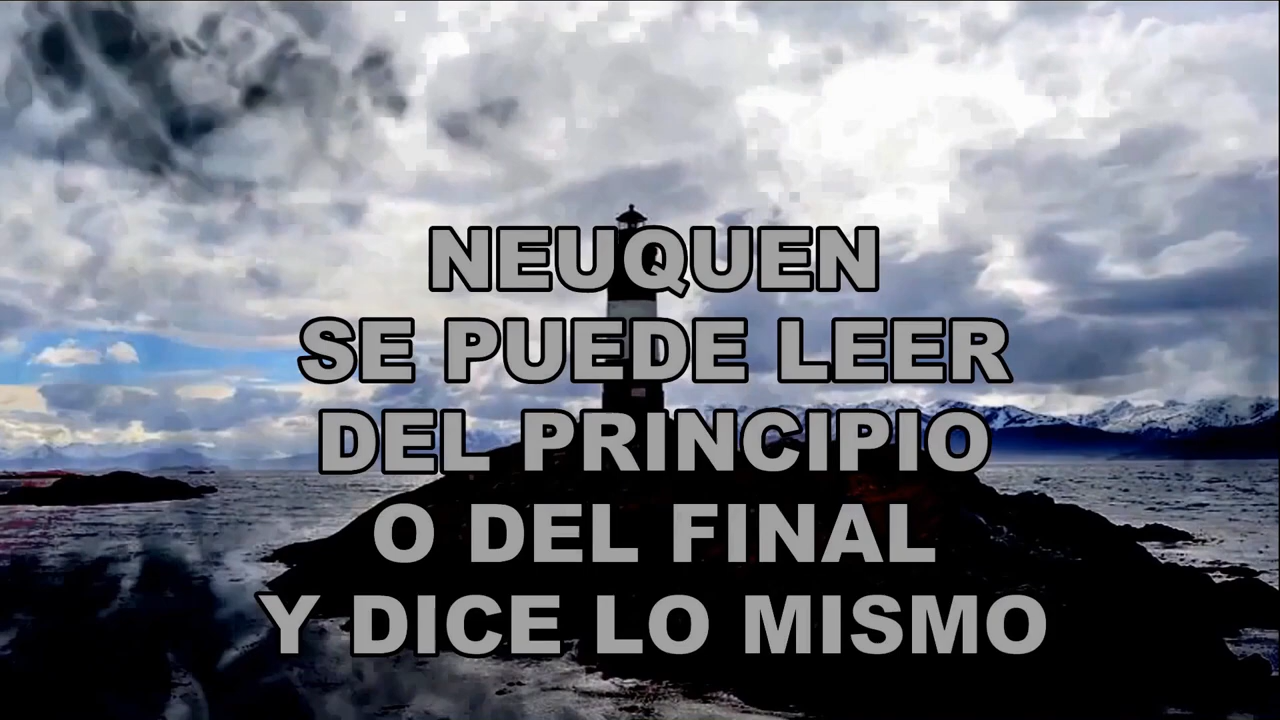 NEUQUEN
SE PUEDE LEER
DEL PRINCIPIO
O DEL FINAL
Y DICE LO MISMO